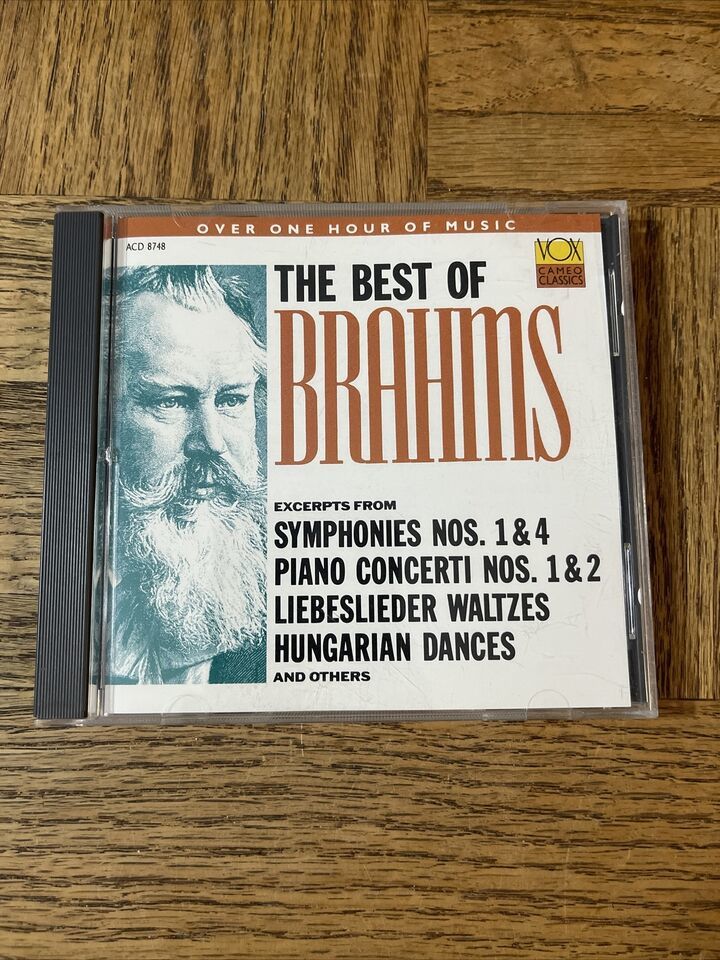 OVER ONE HOUR OF MUSIC
ACD 8748
VOX
CAMEO
CLASSICS
THE BEST OF
BRAHMS
EXCERPTS FROM
SYMPHONIES NOS. 1 & 4
PIANO CONCERTI NOS. 1 & 2
LIEBESLIEDER WALTZES
HUNGARIAN DANCES
AND OTHERS